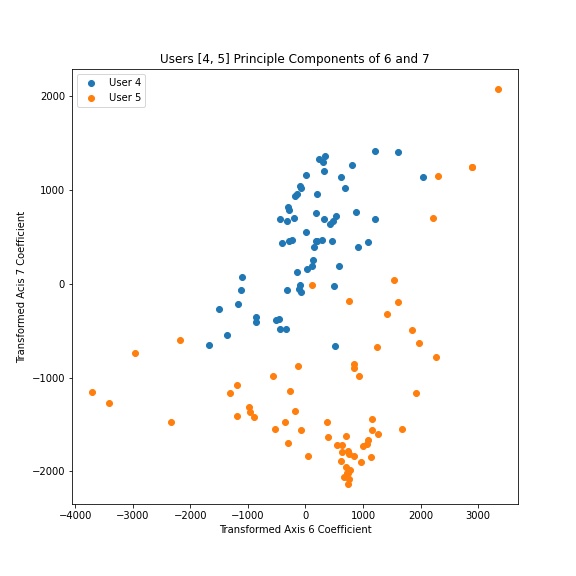 Users [4, 5] Principle Components of 6 and 7
User 4
User 5
2000
1000
0
−1000
−2000
Transformed Acis 7 Coefficient
−4000 −3000 −2000 −1000 0 1000 2000 3000
Transformed Axis 6 Coefficient